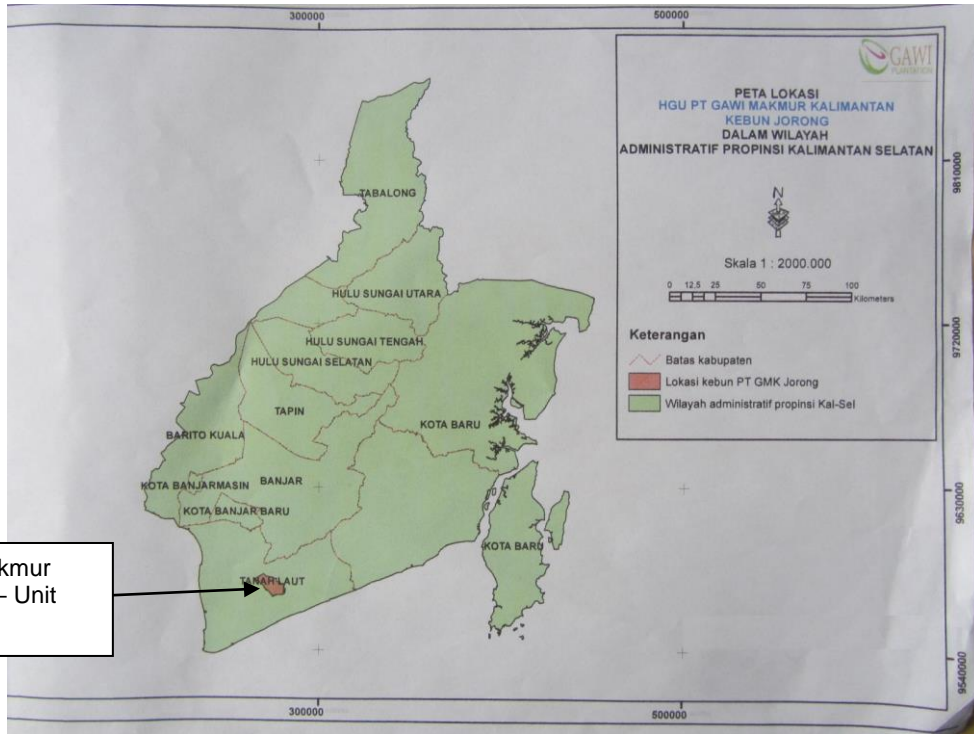 300000
500000
GAWI
PLANTATION
PETA LOKASI
HGU PT GAWI MAKMUR KALIMANTAN
KEBUN JORONG
DALAM WILAYAH
ADMINISTRATIF PROPINSI KALIMANTAN SELATAN
N
Skala 1 : 2000.000
0 12,5 25 50 75 100
Kilometers
Keterangan
Batas kabupaten
Lokasi kebun PT GMK Jorong
Wilayah administratif propinsi Kal-Sel
9810000
9720000
9630000
9540000
TABALONG
HULU SUNGAI UTARA
HULU SUNGAI TENGAH
HULU SUNGAI SELATAN
TAPIN
KOTA BARU
BARITO KUALA
KOTA BANJARMASIN
BANJAR
KOTA BANJAR BARU
KOTA BARU
TANAH LAUT
kmur
– Unit
300000
500000